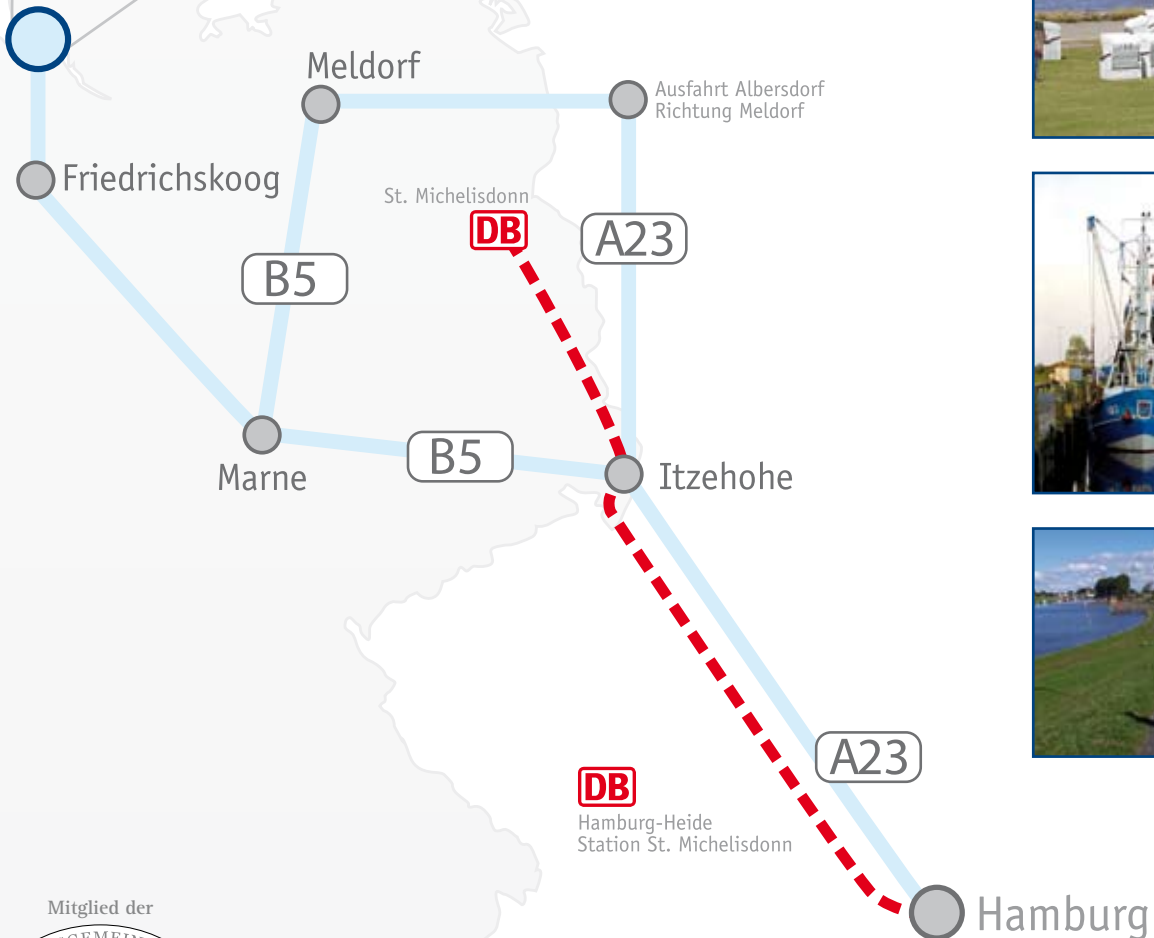 Meldorf
Ausfahrt Albersdorf
Richtung Meldorf
Friedrichskoog
St. Michelisdonn
DB
A23
B5
B5
Marne
Itzehohe
A23
DB
Hamburg-Heide
Station St. Michelisdonn
Mitglied der
Hamburg